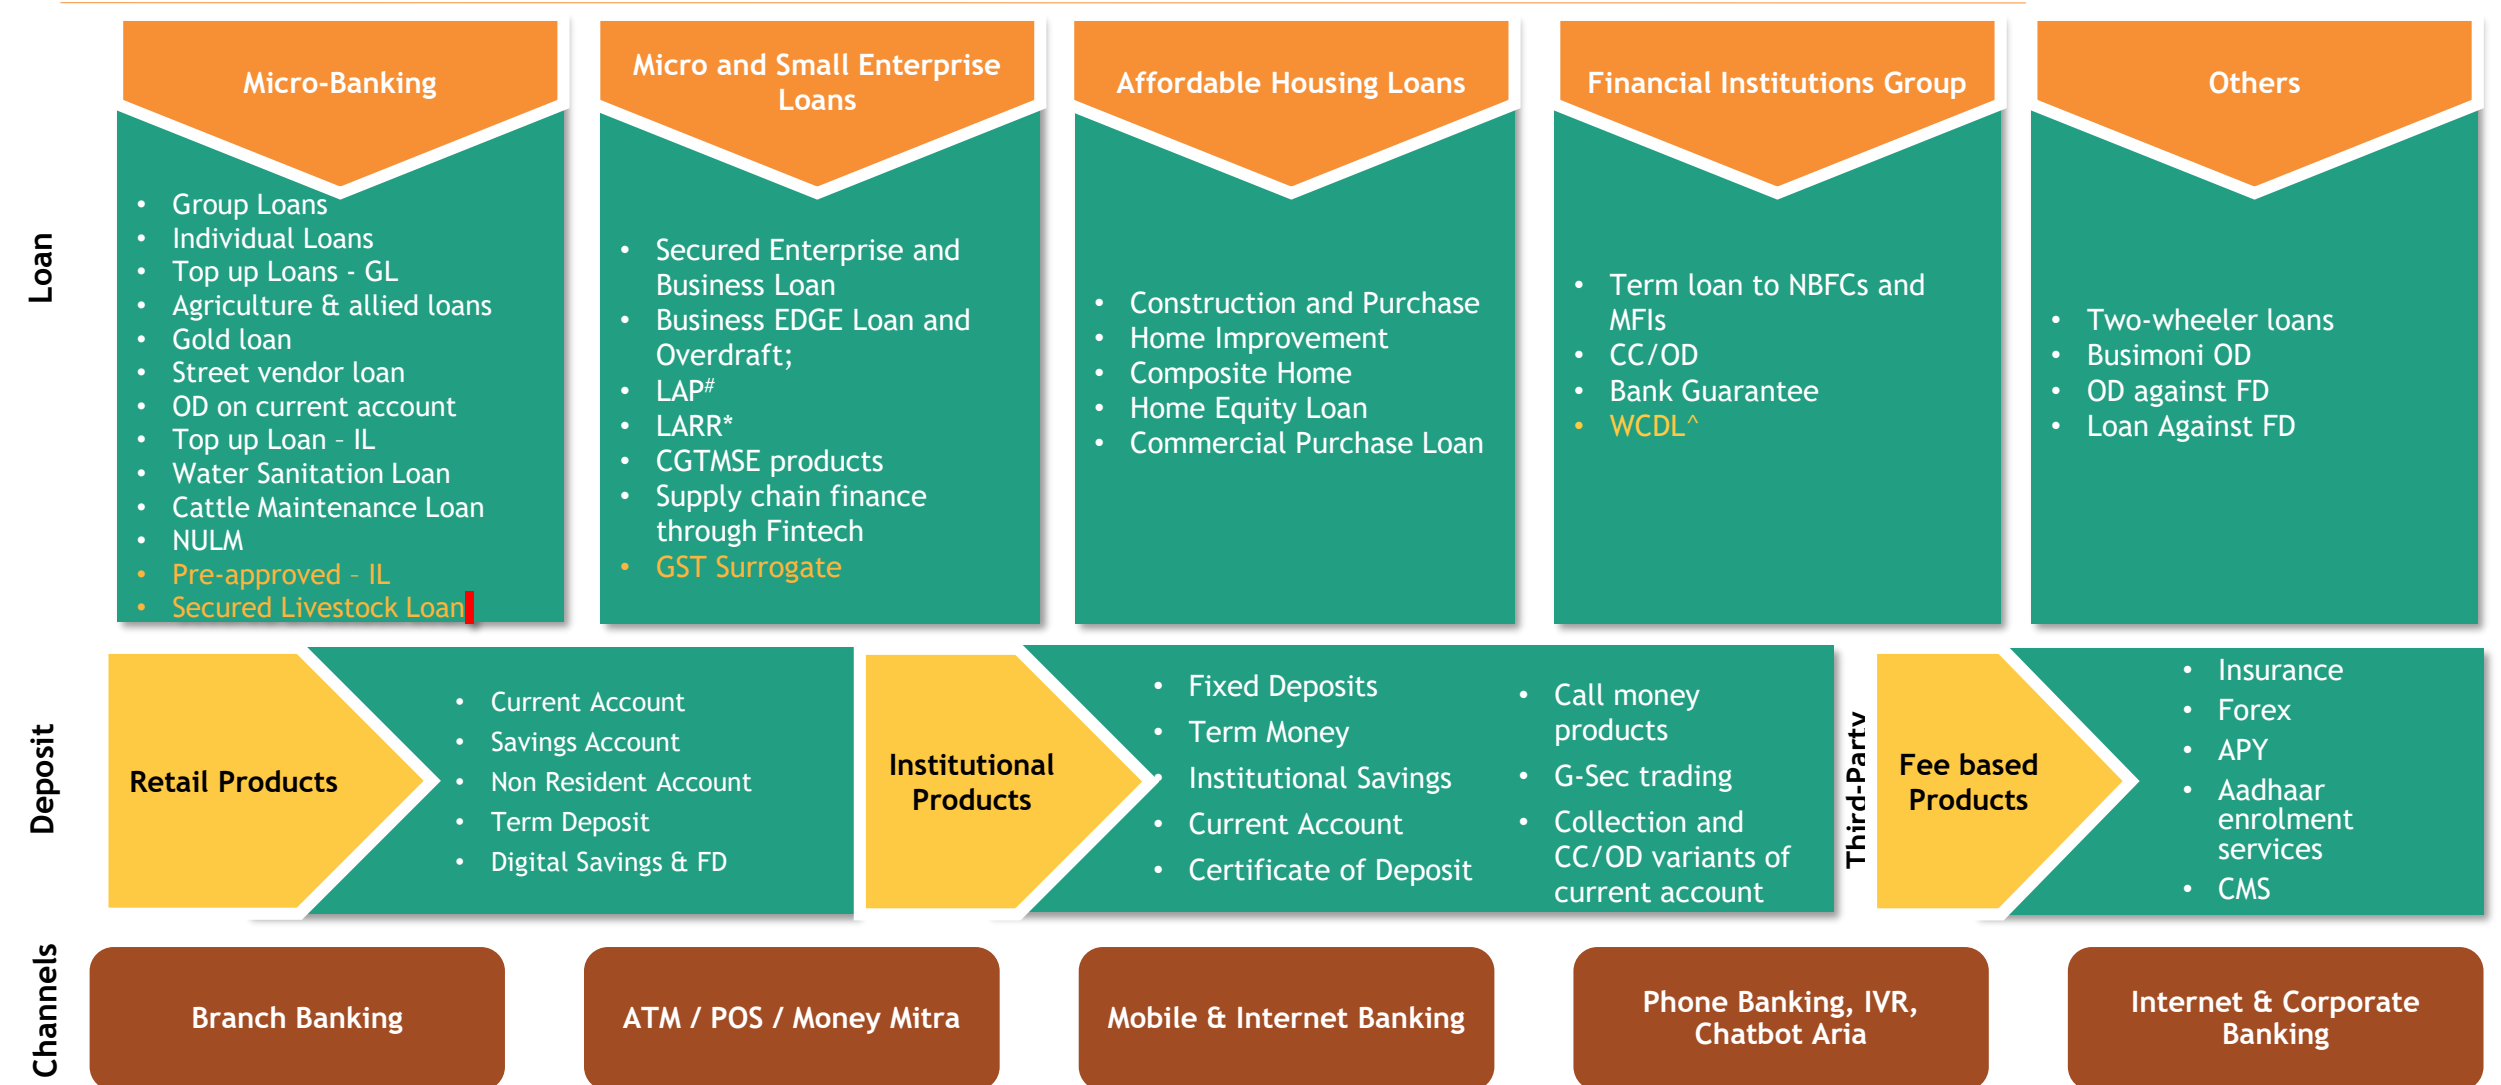 Loan
Micro-Banking
• Group Loans
• Individual Loans
• Top up Loans - GL
• Agriculture & allied loans
• Gold loan
• Street vendor loan
• OD on current account
• Top up Loan – IL
• Water Sanitation Loan
• Cattle Maintenance Loan
• NULM
• Pre-approved – IL
• Secured Livestock Loan
Micro and Small Enterprise
Loans
• Secured Enterprise and
Business Loan
• Business EDGE Loan and
Overdraft;
• LAP#
• LARR*
• CGTMSE products
• Supply chain finance
through Fintech
• GST Surrogate
Affordable Housing Loans
• Construction and Purchase
• Home Improvement
• Composite Home
• Home Equity Loan
• Commercial Purchase Loan
Financial Institutions Group
• Term loan to NBFCs and
MFIs
• CC/OD
• Bank Guarantee
• WCDL^
Others
• Two-wheeler loans
• Busimoni OD
• OD against FD
• Loan Against FD
Deposit
Retail Products
• Current Account
• Savings Account
• Non Resident Account
• Term Deposit
• Digital Savings & FD
Institutional
Products
• Fixed Deposits
• Term Money
• Institutional Savings
• Current Account
• Certificate of Deposit
• Call money
products
• G-Sec trading
• Collection and
CC/OD variants of
current account
Third-Party
Fee based
Products
• Insurance
• Forex
• APY
• Aadhaar
enrolment
services
• CMS
Channels
Branch Banking
ATM / POS / Money Mitra
Mobile & Internet Banking
Phone Banking, IVR,
Chatbot Aria
Internet & Corporate
Banking